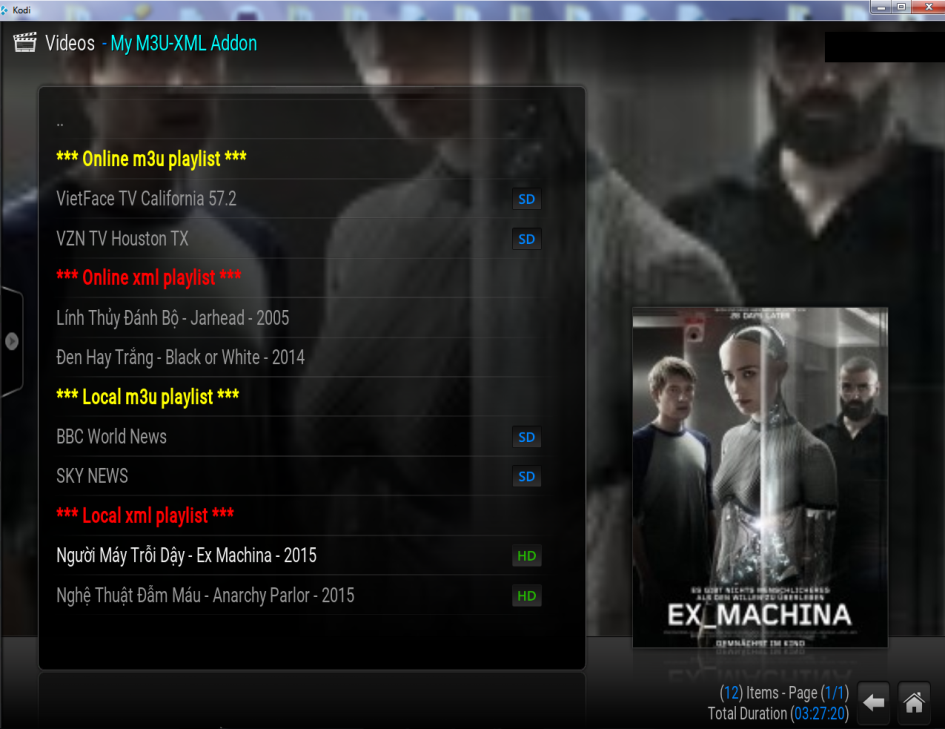 Kodi
Videos - My M3U-XML Addon
..
*** Online m3u playlist ***
VietFace TV California 57.2 SD
VZN TV Houston TX SD
*** Online xml playlist ***
Lính Thủy Đánh Bộ - Jarhead - 2005
Đen Hay Trắng - Black or White - 2014
*** Local m3u playlist ***
BBC World News SD
SKY NEWS SD
*** Local xml playlist ***
Người Máy Trỗi Dậy - Ex Machina - 2015 HD
Nghệ Thuật Đẫm Máu - Anarchy Parlor - 2015 HD
28 DAYS LATER
ES GIBT NICHTS MENSCHLICHERES
ALS DEN WILLEN ZU ÜBERLEBEN
EX_MACHINA
DEMNÄCHST IM KINO
(12) Items - Page (1/1)
Total Duration (03:27:20)